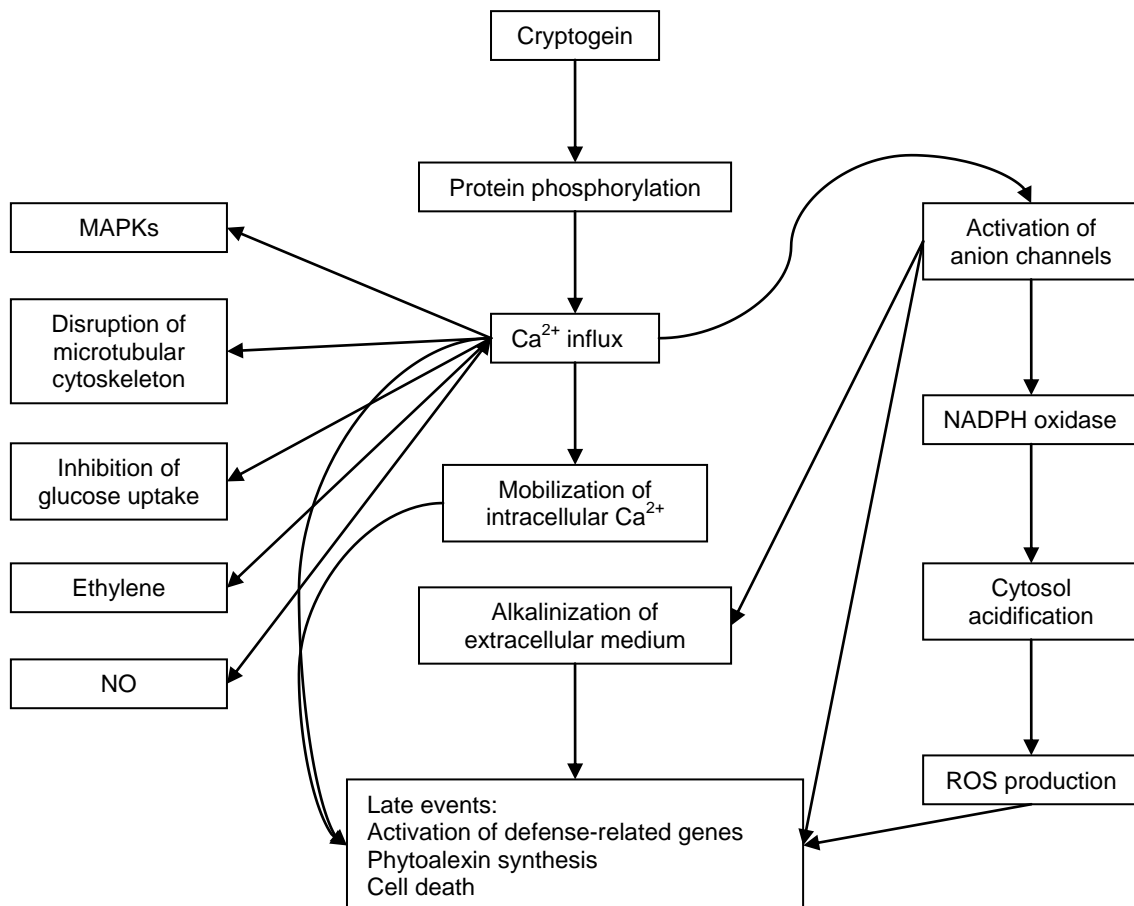 Cryptogein
Protein phosphorylation
MAPKs
Activation of
anion channels
Disruption of
microtubular
cytoskeleton
Ca²⁺ influx
NADPH oxidase
Inhibition of
glucose uptake
Mobilization of
intracellular Ca²⁺
Ethylene
Alkalinization of
extracellular medium
Cytosol
acidification
NO
ROS production
Late events:
Activation of defense-related genes
Phytoalexin synthesis
Cell death